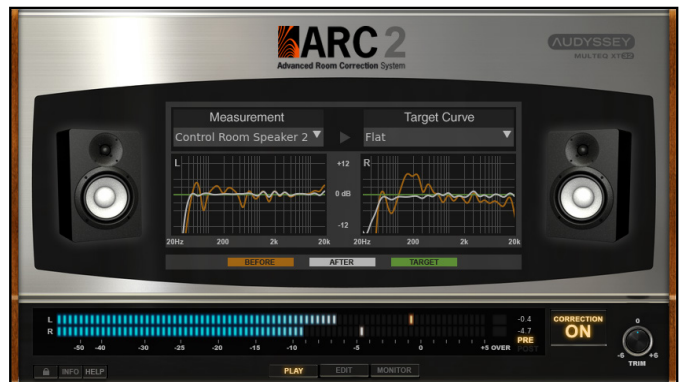 ARC 2
Advanced Room Correction System
AUDYSSEY
MULTEQ XT32
Measurement
Target Curve
Control Room Speaker 2
Flat
L
+12
0 dB
-12
R
20Hz 200 2k 20k
20Hz 200 2k 20k
BEFORE AFTER TARGET
L
R
-0.4
-4.7
PRE
POST
-50 -40 -30 -25 -20 -15 -10 -5 0 +5 OVER
CORRECTION
ON
0
-6 +6
TRIM
INFO HELP
PLAY EDIT MONITOR